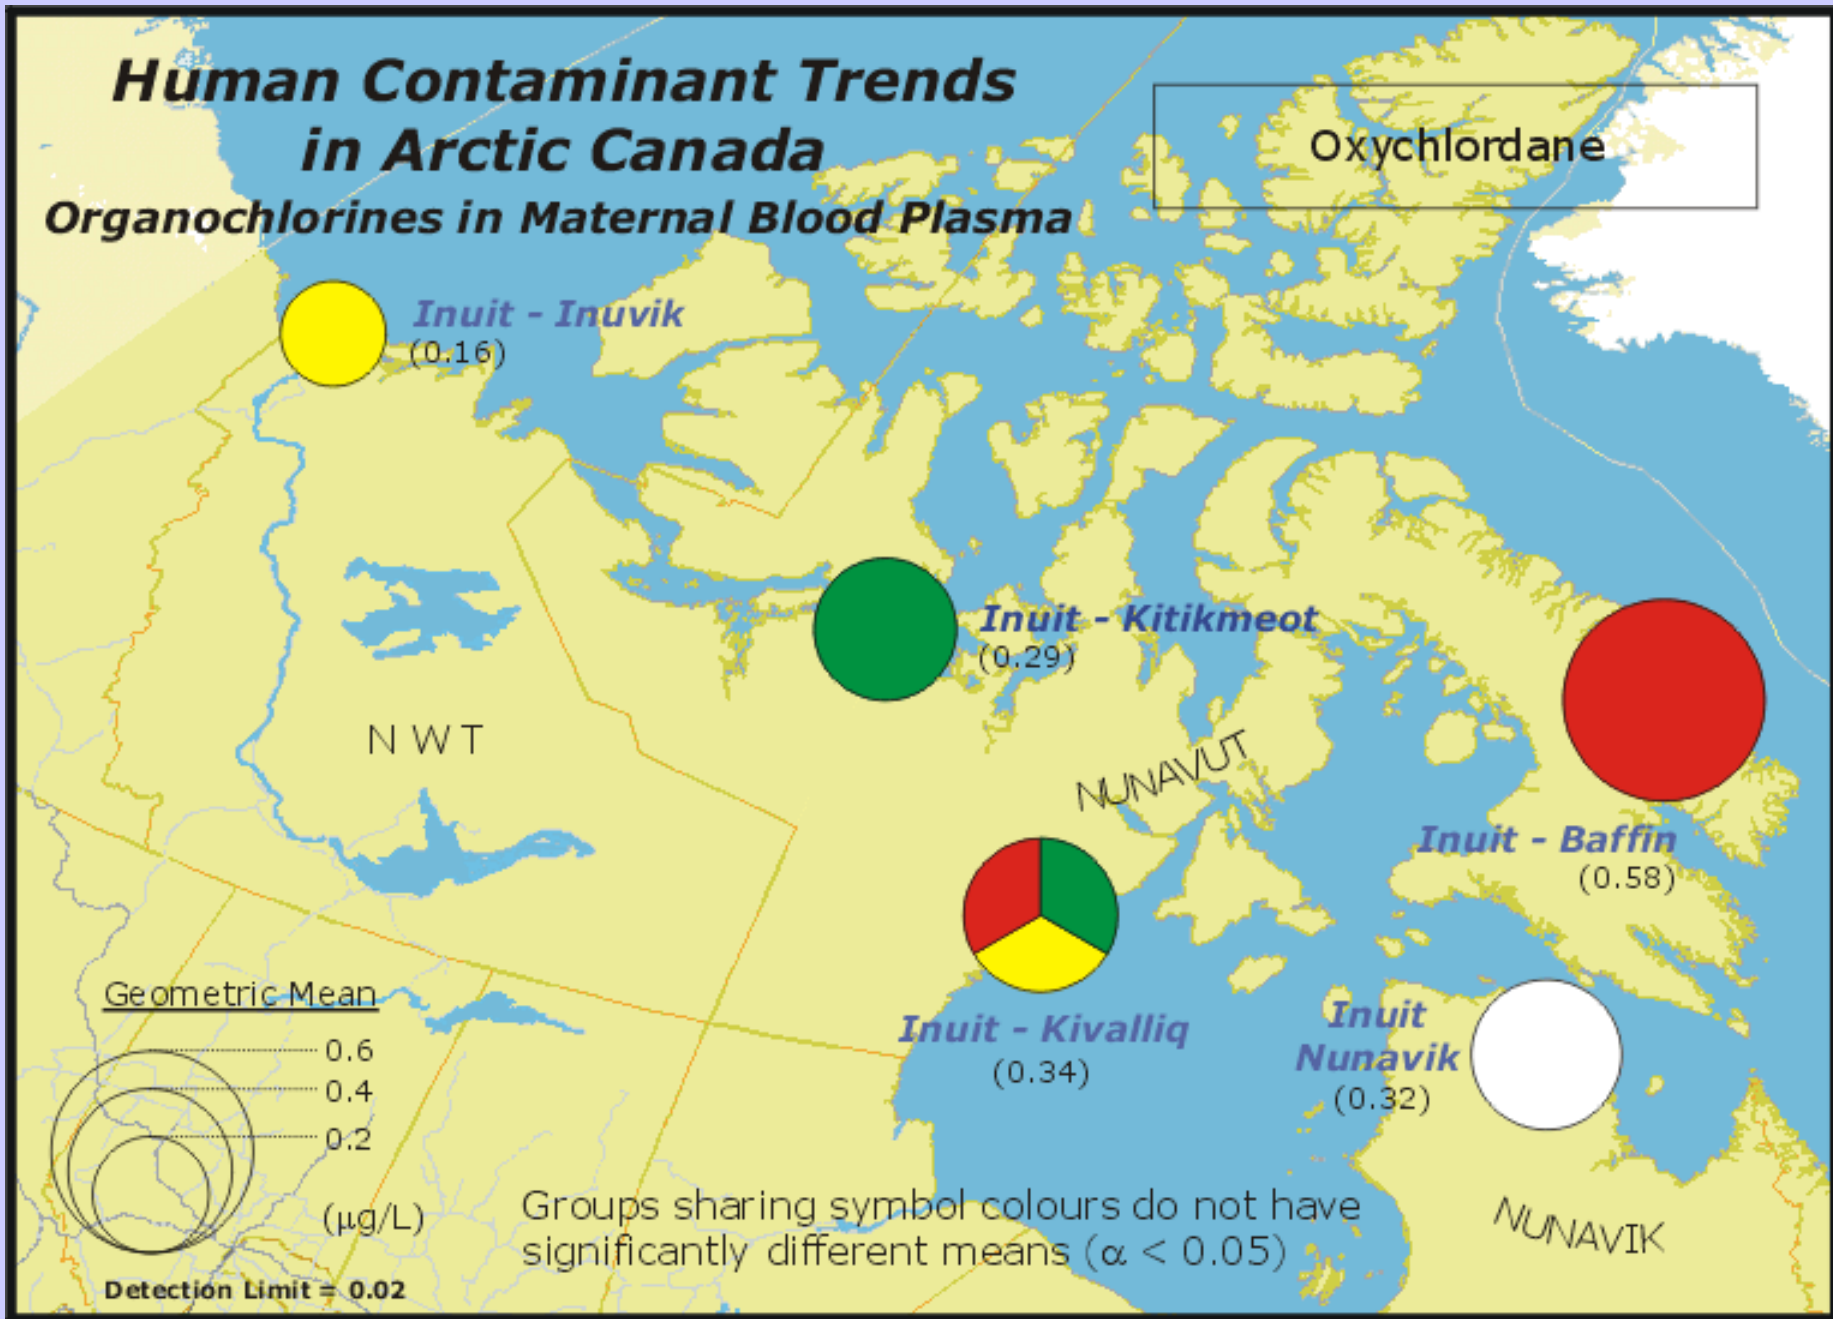 Human Contaminant Trends
in Arctic Canada
Organochlorines in Maternal Blood Plasma
Oxychlordane
Inuit - Inuvik
(0.16)
Inuit - Kitikmeot
(0.29)
N W T
NUNAVUT
Inuit - Baffin
(0.58)
Inuit - Kivalliq
(0.34)
Inuit
Nunavik
(0.32)
NUNAVIK
Geometric Mean
0.6
0.4
0.2
(µg/L)
Detection Limit = 0.02
Groups sharing symbol colours do not have
significantly different means (α < 0.05)